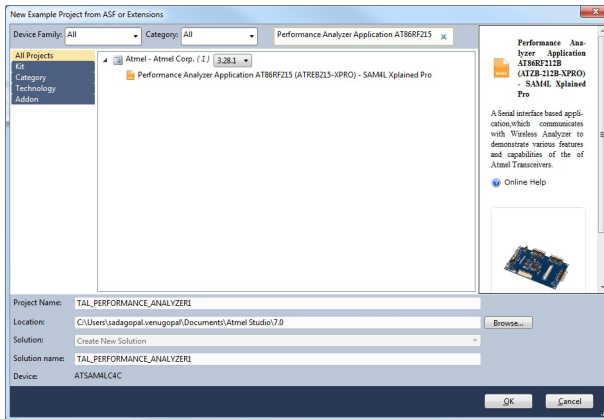 New Example Project from ASF or Extensions
Device Family: All Category: All Performance Analyzer Application AT86RF215
All Projects
Kit
Category
Technology
Addon
Atmel - Atmel Corp. (1) 3.28.1
Performance Analyzer Application AT86RF215 (ATREB215-XPRO) - SAM4L Xplained Pro
Performance Ana-
lyzer Application
AT86RF212B
(ATZB-212B-XPRO)
- SAM4L Xplained
Pro
A Serial interface based appli-
cation,which communicates
with Wireless Analyzer to
demonstrate various features
and capabilities of the of
Atmel Transceivers.
Online Help
Project Name: TAL_PERFORMANCE_ANALYZER1
Location: C:\Users\sadagopal.venugopal\Documents\Atmel Studio\7.0 Browse...
Solution: Create New Solution
Solution name: TAL_PERFORMANCE_ANALYZER1
Device: ATSAM4LC4C
OK Cancel